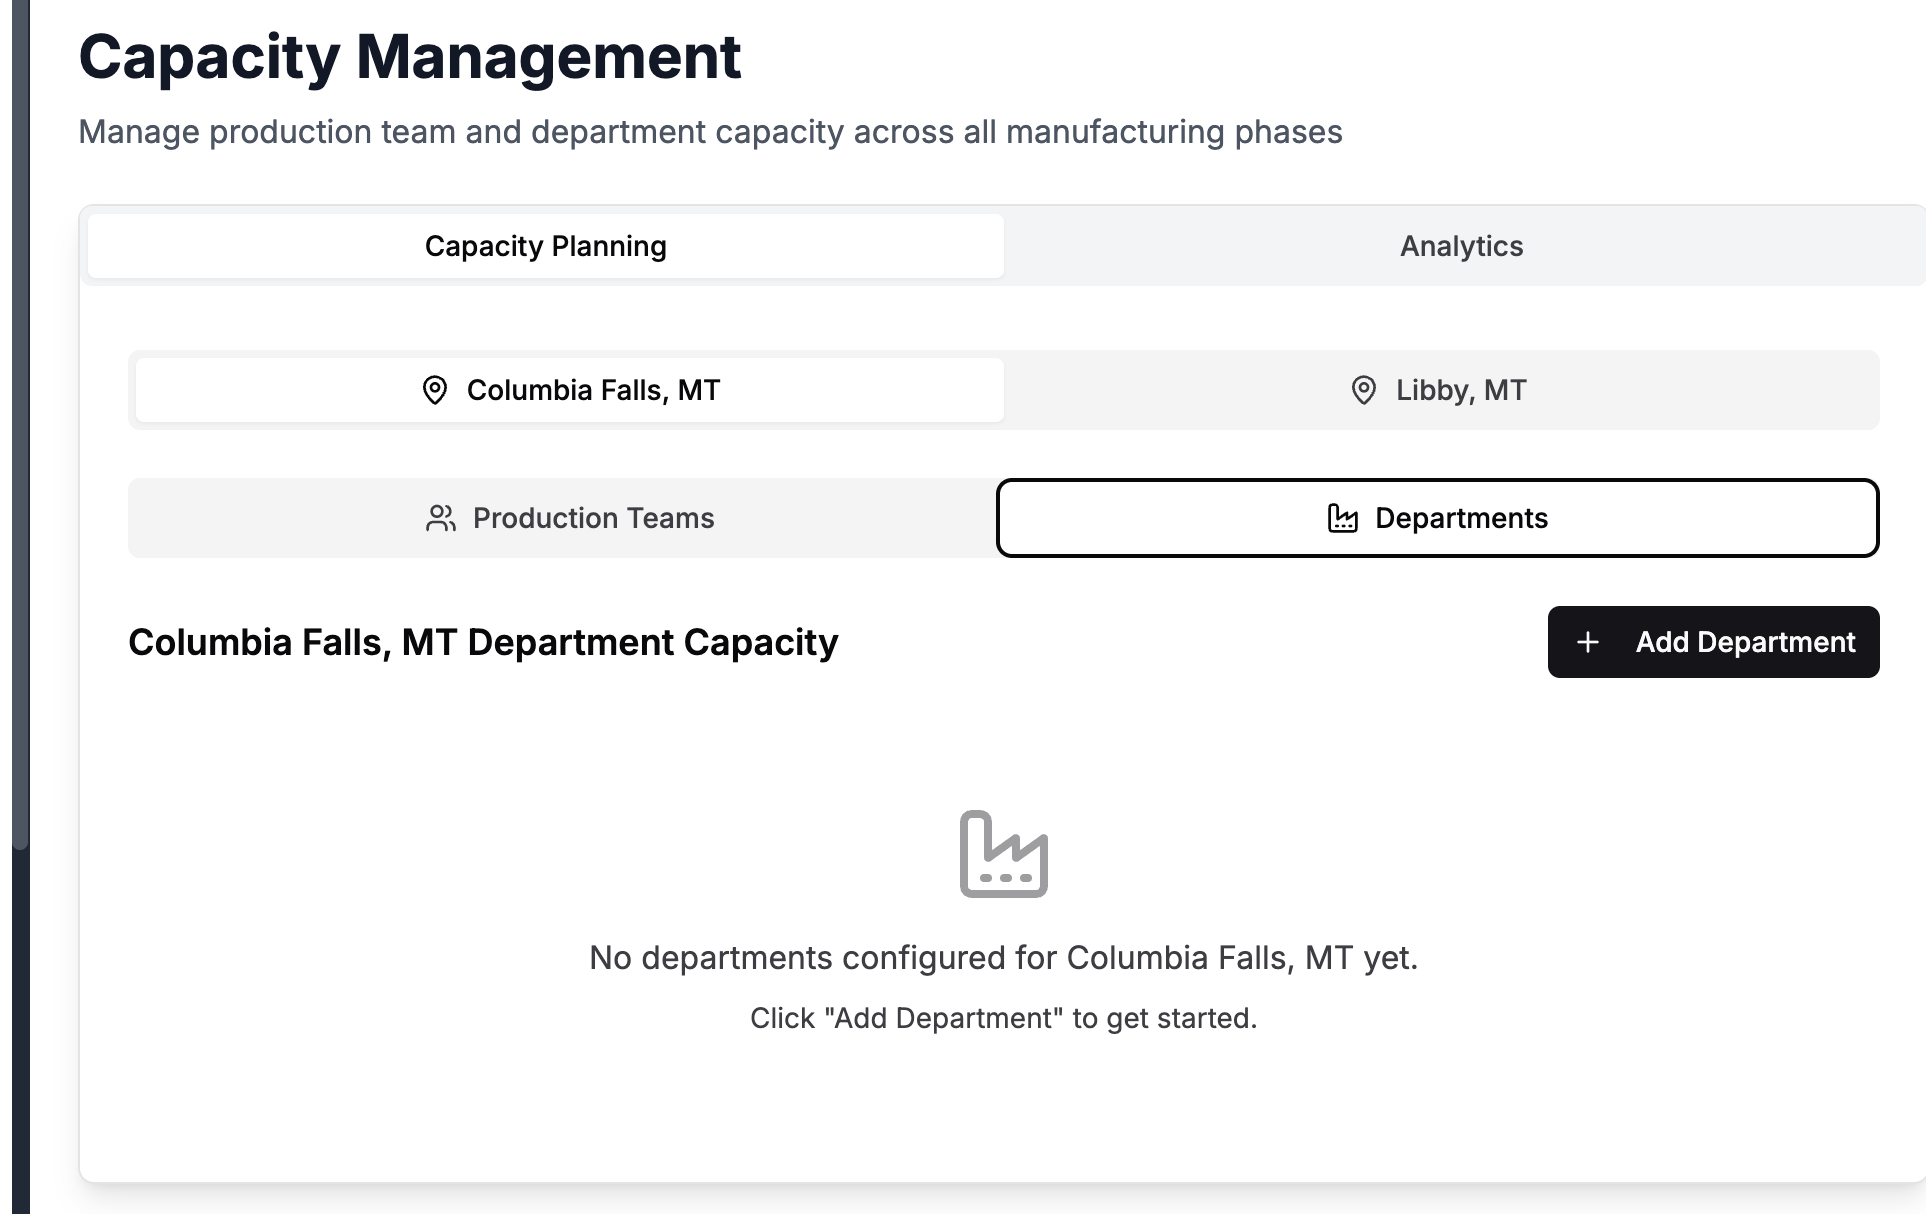 Capacity Management
Manage production team and department capacity across all manufacturing phases
Capacity Planning
Analytics
Columbia Falls, MT
Libby, MT
Production Teams
Departments
Columbia Falls, MT Department Capacity
Add Department
No departments configured for Columbia Falls, MT yet.
Click "Add Department" to get started.